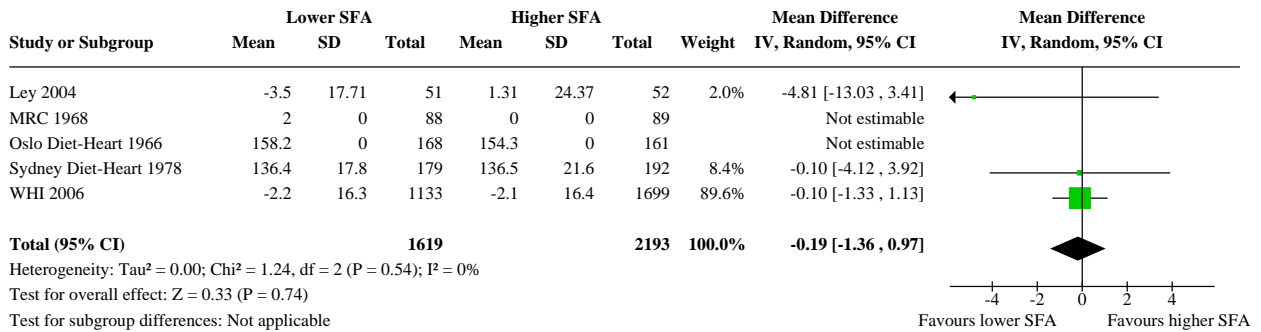 Lower SFA Higher SFA Mean Difference Mean Difference
Study or Subgroup Mean SD Total Mean SD Total Weight IV, Random, 95% CI IV, Random, 95% CI
Ley 2004 -3.5 17.71 51 1.31 24.37 52 2.0% -4.81 [-13.03 , 3.41]
MRC 1968 2 0 88 0 0 89 Not estimable
Oslo Diet-Heart 1966 158.2 0 168 154.3 0 161 Not estimable
Sydney Diet-Heart 1978 136.4 17.8 179 136.5 21.6 192 8.4% -0.10 [-4.12 , 3.92]
WHI 2006 -2.2 16.3 1133 -2.1 16.4 1699 89.6% -0.10 [-1.33 , 1.13]
Total (95% CI) 1619 2193 100.0% -0.19 [-1.36 , 0.97]
Heterogeneity: Tau² = 0.00; Chi² = 1.24, df = 2 (P = 0.54); I² = 0%
Test for overall effect: Z = 0.33 (P = 0.74) -4 -2 0 2 4
Test for subgroup differences: Not applicable Favours lower SFA Favours higher SFA